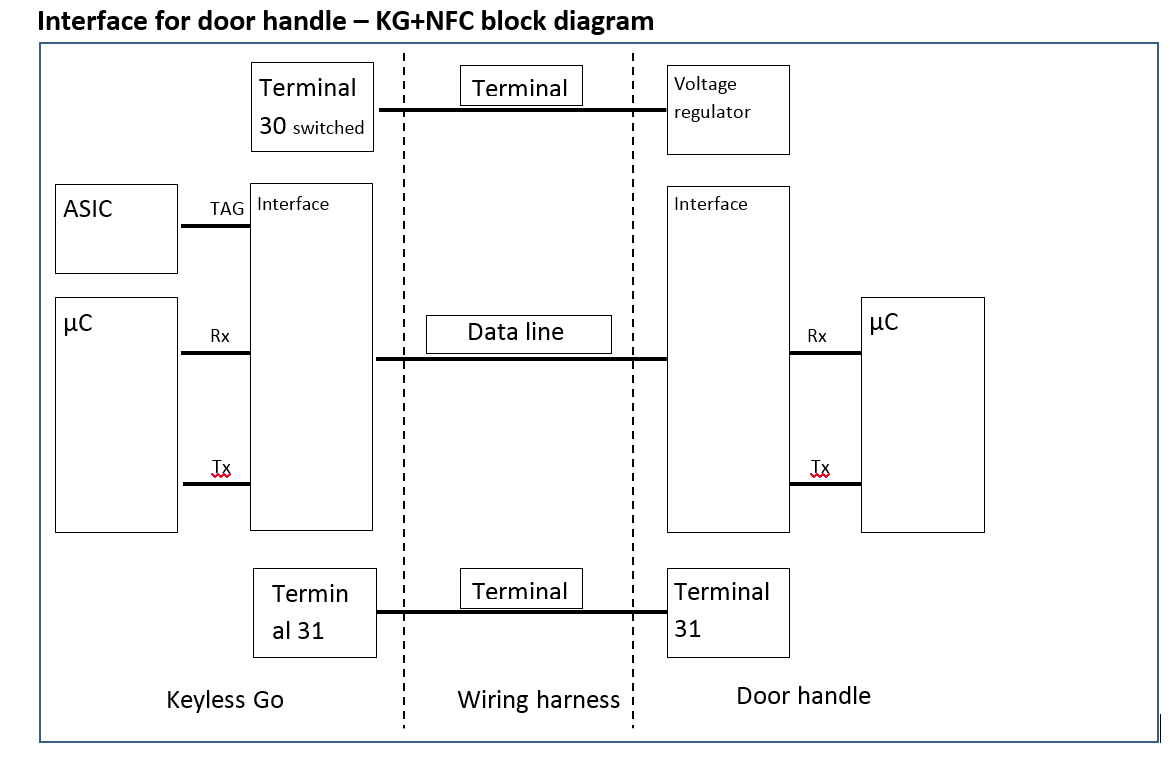 Interface for door handle – KG+NFC block diagram
Terminal
30 switched
Terminal
Voltage
regulator
ASIC
TAG
Interface
Interface
µC
Rx
Data line
Rx
µC
Tx
Tx
Termin
al 31
Terminal
Terminal
31
Keyless Go
Wiring harness
Door handle